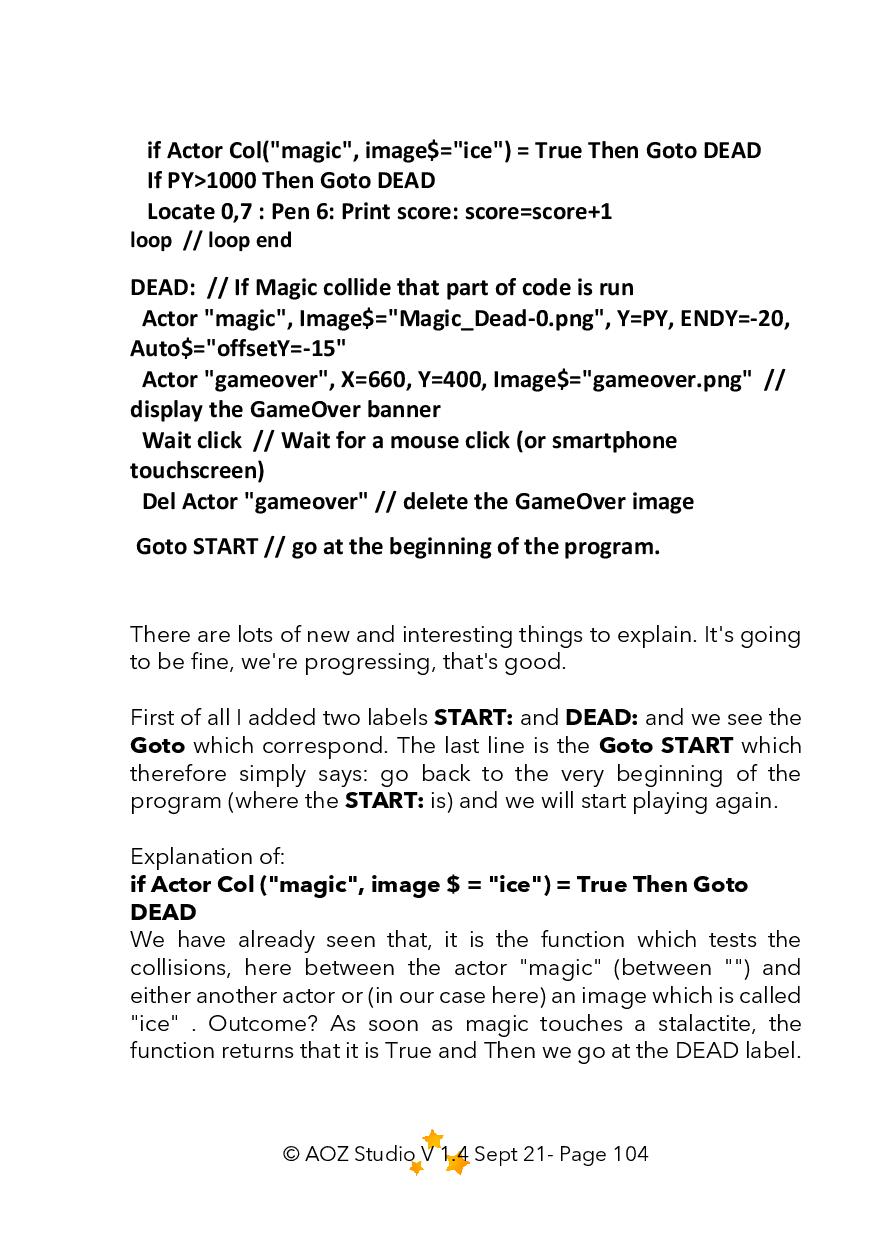 if Actor Col("magic", image$="ice") = True Then Goto DEAD
If PY>1000 Then Goto DEAD
Locate 0,7 : Pen 6: Print score: score=score+1
loop  // loop end
DEAD:  // If Magic collide that part of code is run
Actor "magic", Image$="Magic_Dead-0.png", Y=PY, ENDY=-20,
Auto$="offsetY=-15"
Actor "gameover", X=660, Y=400, Image$="gameover.png"  //
display the GameOver banner
Wait click  // Wait for a mouse click (or smartphone
touchscreen)
Del Actor "gameover" // delete the GameOver image
Goto START // go at the beginning of the program.
There are lots of new and interesting things to explain. It's going
to be fine, we're progressing, that's good.
First of all I added two labels START: and DEAD: and we see the
Goto which correspond. The last line is the Goto START which
therefore simply says: go back to the very beginning of the
program (where the START: is) and we will start playing again.
Explanation of:
if Actor Col ("magic", image $ = "ice") = True Then Goto
DEAD
We have already seen that, it is the function which tests the
collisions, here between the actor "magic" (between "") and
either another actor or (in our case here) an image which is called
"ice" . Outcome? As soon as magic touches a stalactite, the
function returns that it is True and Then we go at the DEAD label.
© AOZ Studio V 1.4 Sept 21- Page 104